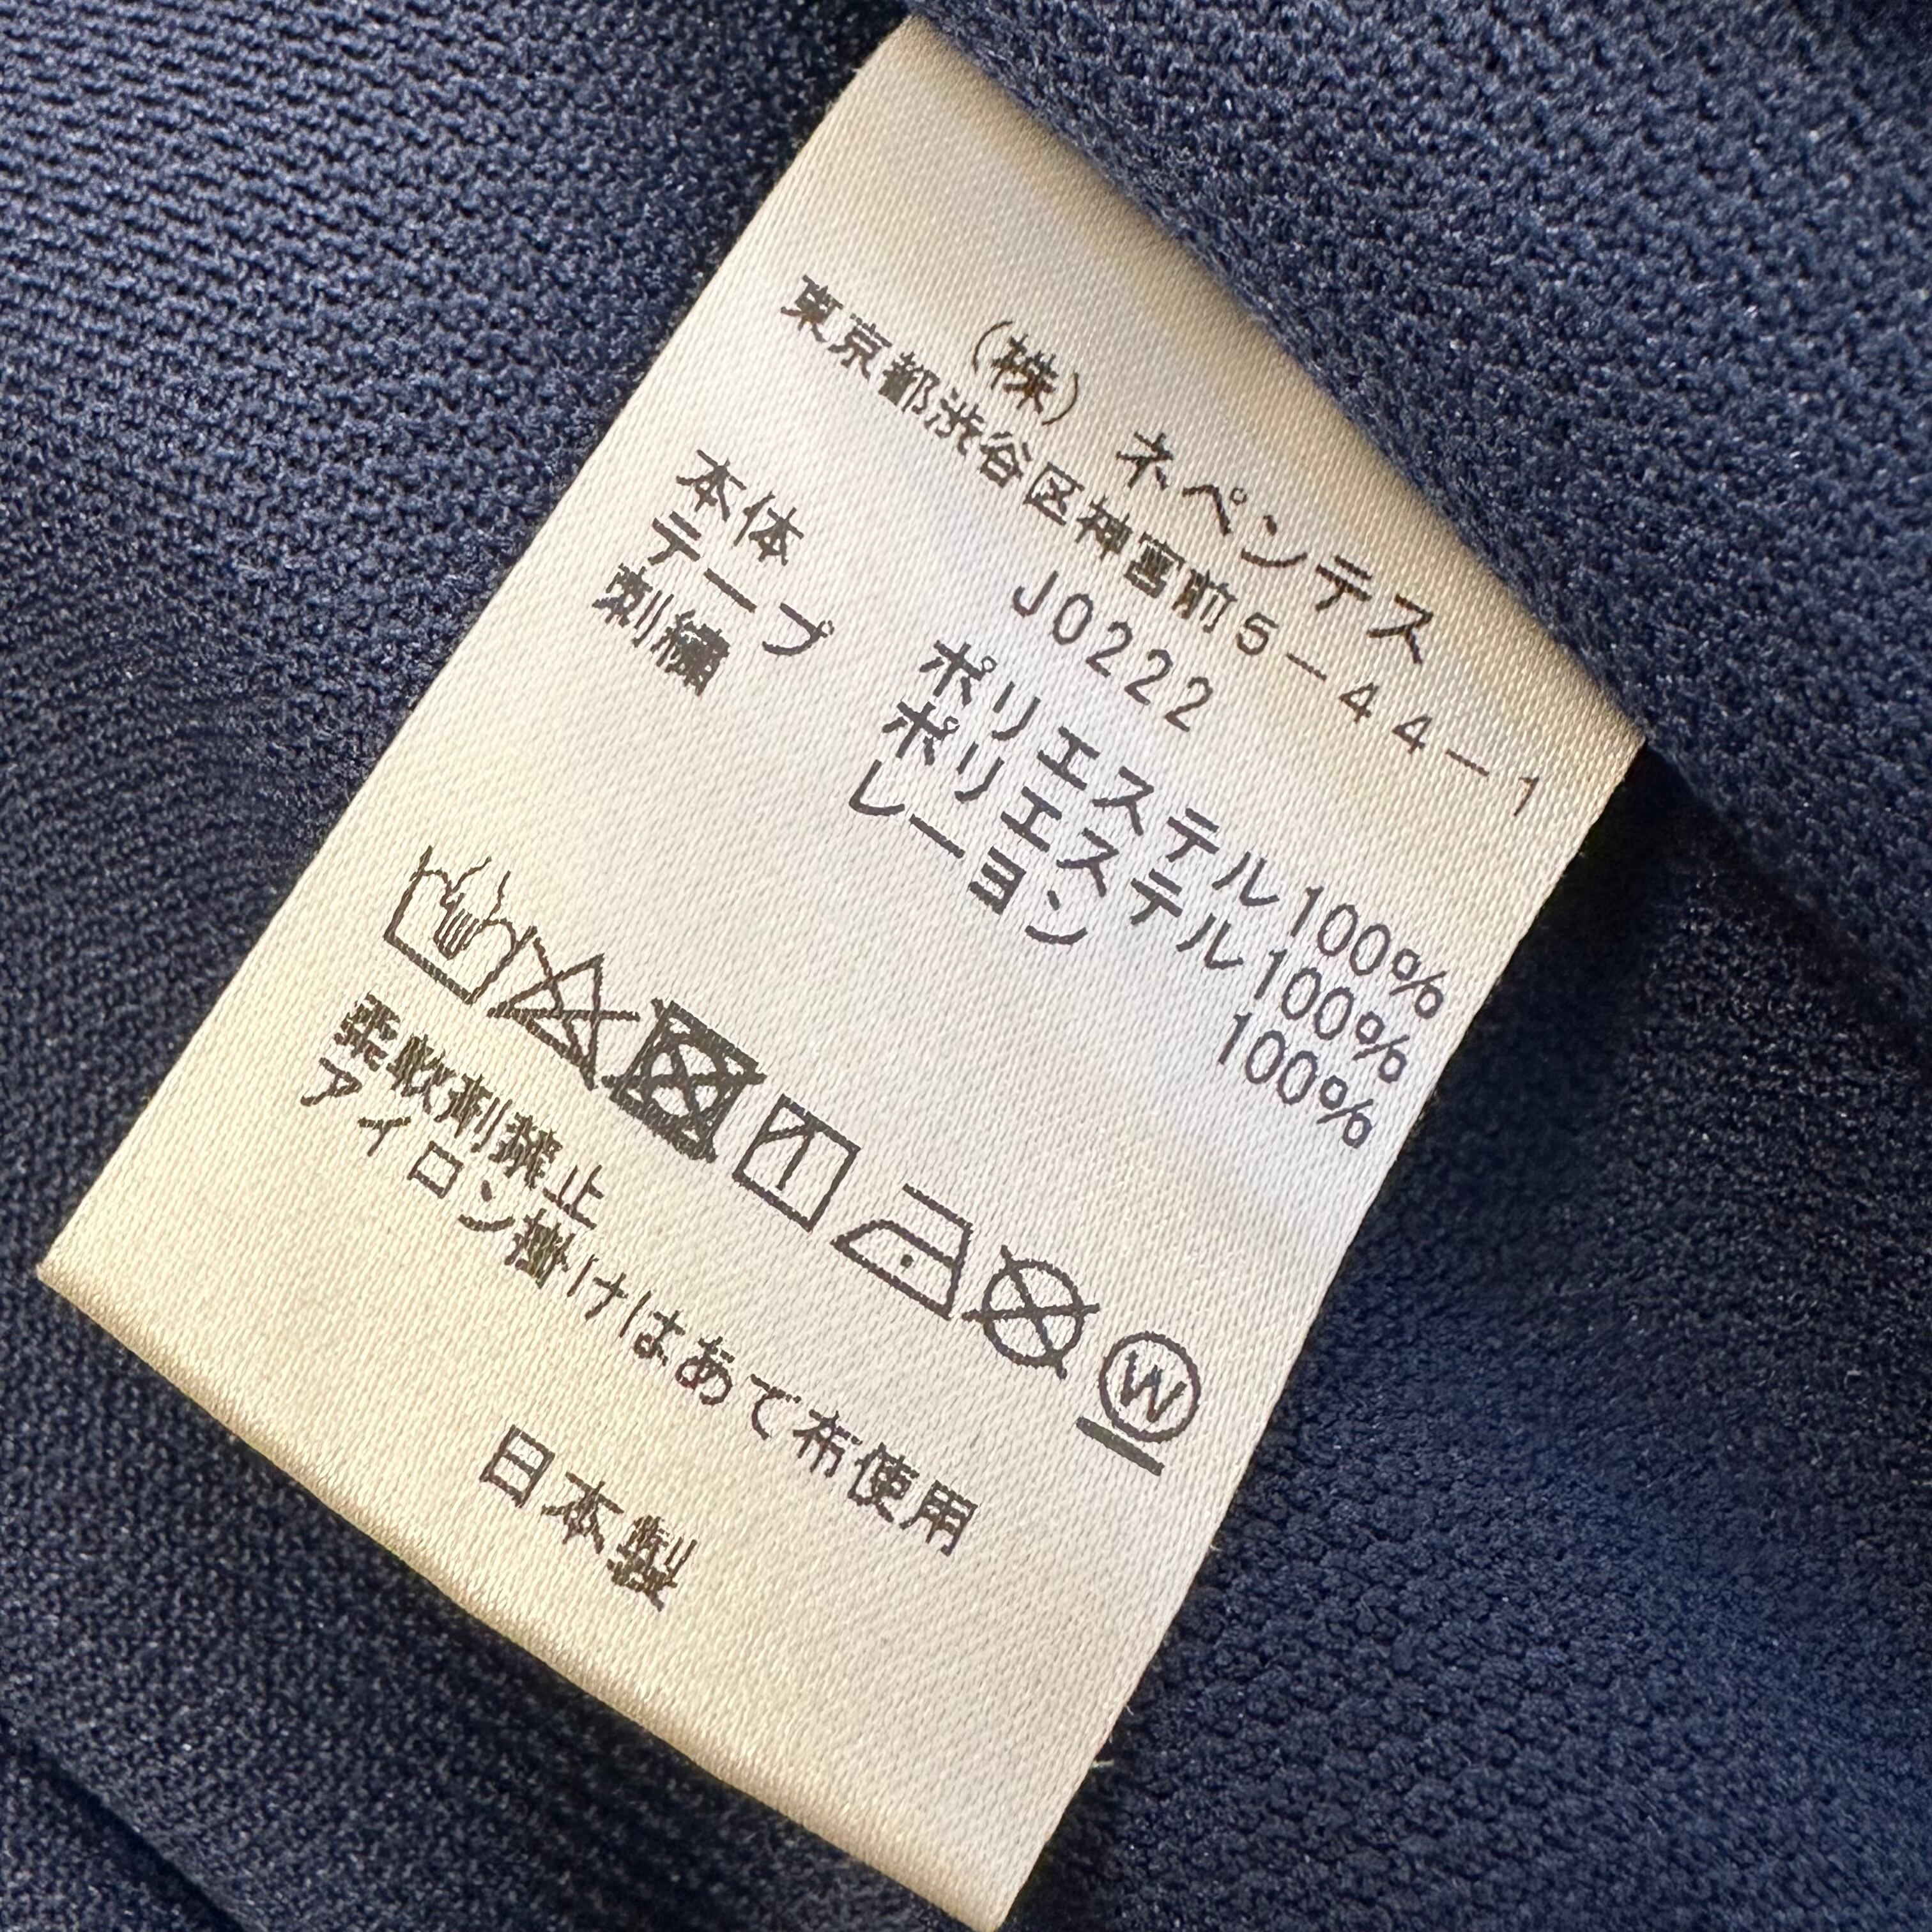 (株) ネペンテス
東京都渋谷区神宮前5-44-1
J0222
本体 ポリエステル100%
テープ ポリエステル100%
刺繍 レーヨン 100%
W
柔軟剤禁止
アイロン掛けはあて布使用
日本製